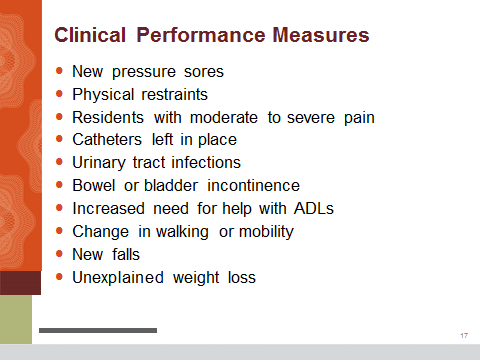 Clinical Performance Measures
• New pressure sores
• Physical restraints
• Residents with moderate to severe pain
• Catheters left in place
• Urinary tract infections
• Bowel or bladder incontinence
• Increased need for help with ADLs
• Change in walking or mobility
• New falls
• Unexplained weight loss
17